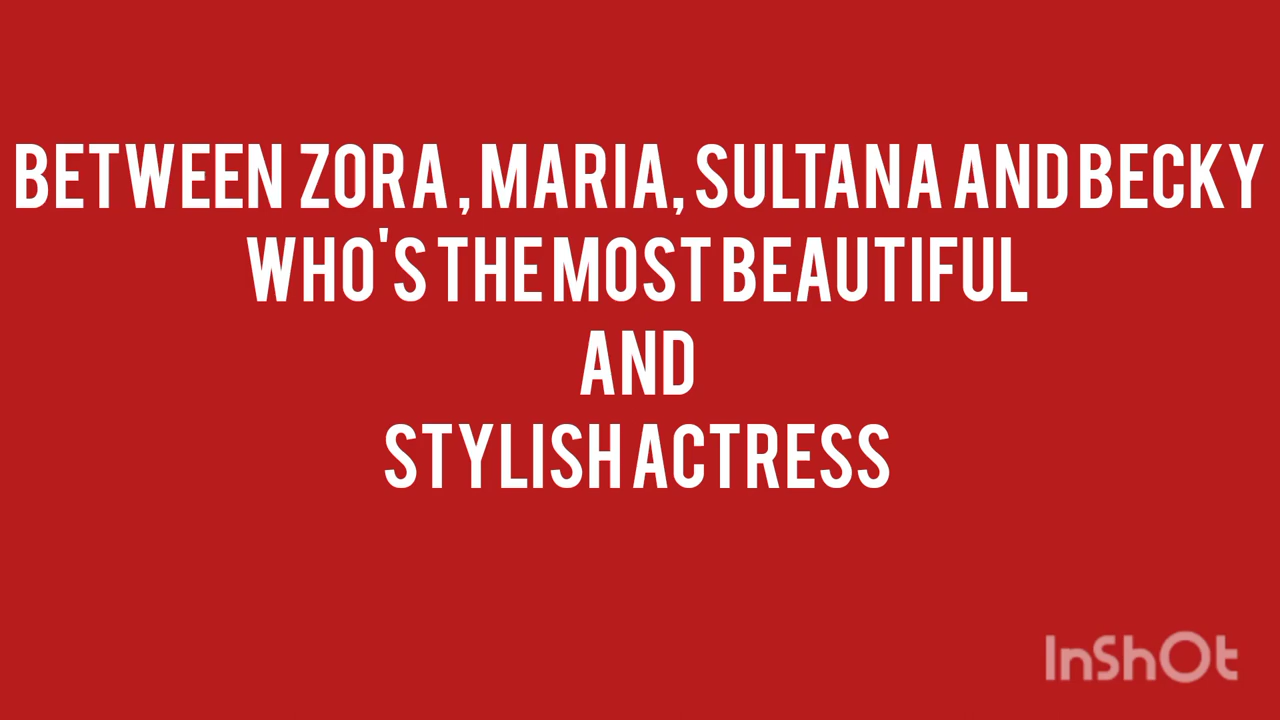 BETWEEN ZORA , MARIA, SULTANA AND BECKY
WHO'S THE MOST BEAUTIFUL
AND
STYLISH ACTRESS
InShOt